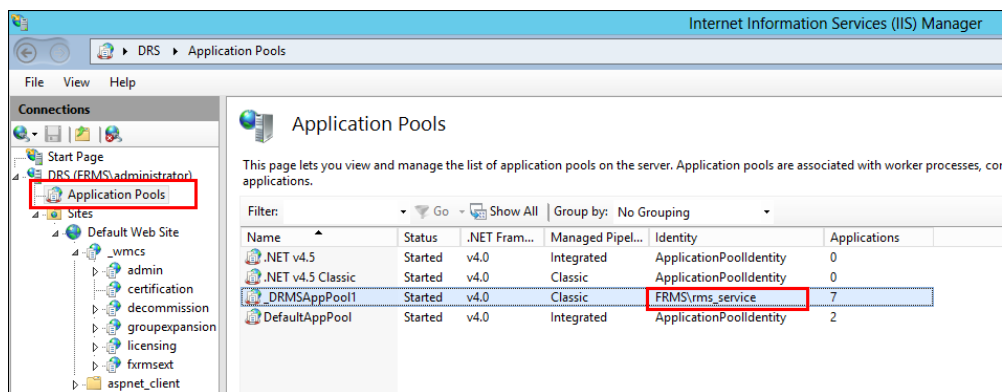 Internet Information Services (IIS) Manager
DRS Application Pools
File View Help
Connections
Start Page
DRS (FRMS\administrator)
Application Pools
Sites
Default Web Site
_wmcs
admin
certification
decommission
groupexpansion
licensing
fxrmsext
aspnet_client
Application Pools
This page lets you view and manage the list of application pools on the server. Application pools are associated with worker processes, con
applications.
Filter: Go Show All Group by: No Grouping
Name Status .NET Fram... Managed Pipel... Identity Applications
.NET v4.5 Started v4.0 Integrated ApplicationPoolIdentity 0
.NET v4.5 Classic Started v4.0 Classic ApplicationPoolIdentity 0
_DRMSAppPool1 Started v4.0 Classic FRMS\rms_service 7
DefaultAppPool Started v4.0 Integrated ApplicationPoolIdentity 2